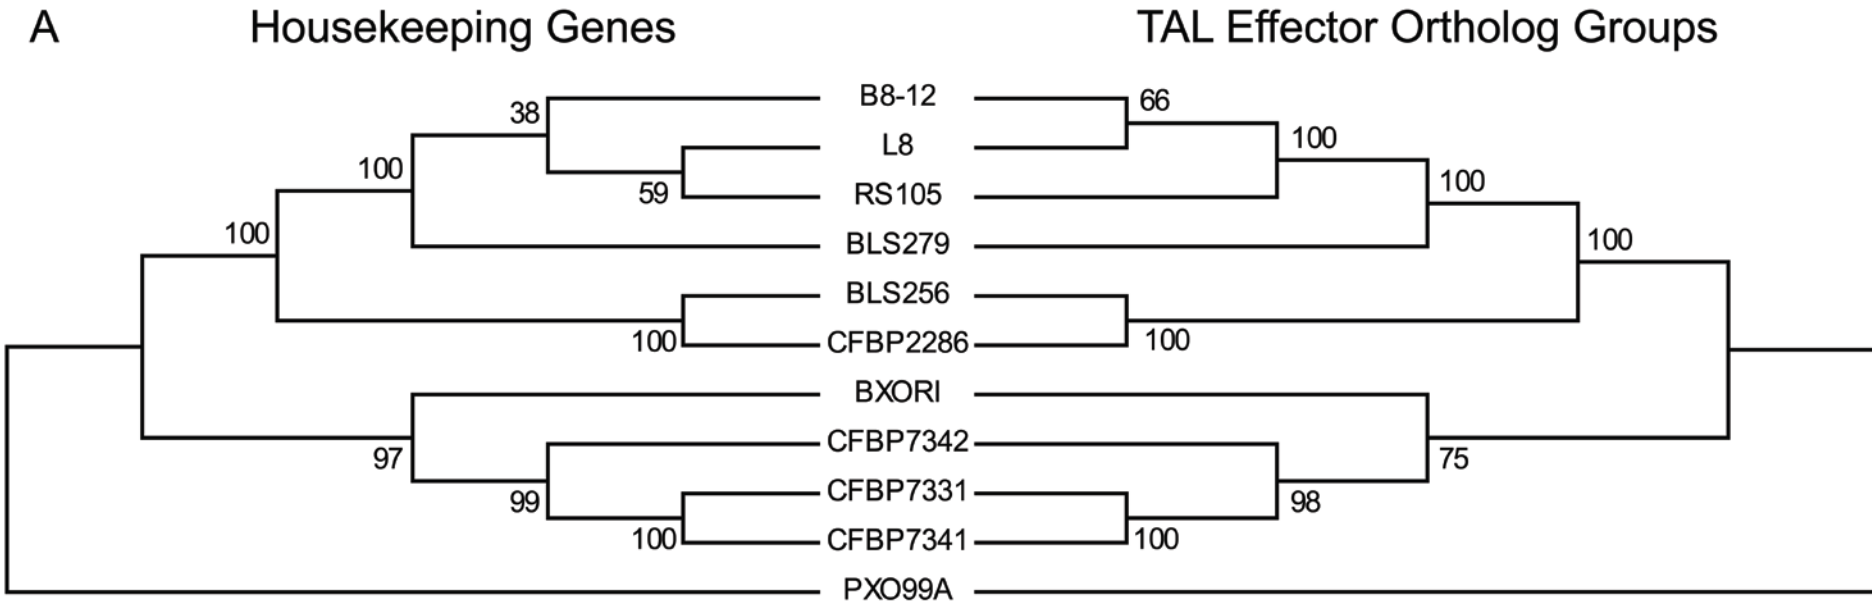 A Housekeeping Genes TAL Effector Ortholog Groups
B8-12
38
66
L8
100
100
59
RS105
100
100
BLS279
100
BLS256
100
CFBP2286
100
BXORI
97
CFBP7342
75
99
CFBP7331
98
100
CFBP7341
100
PXO99A